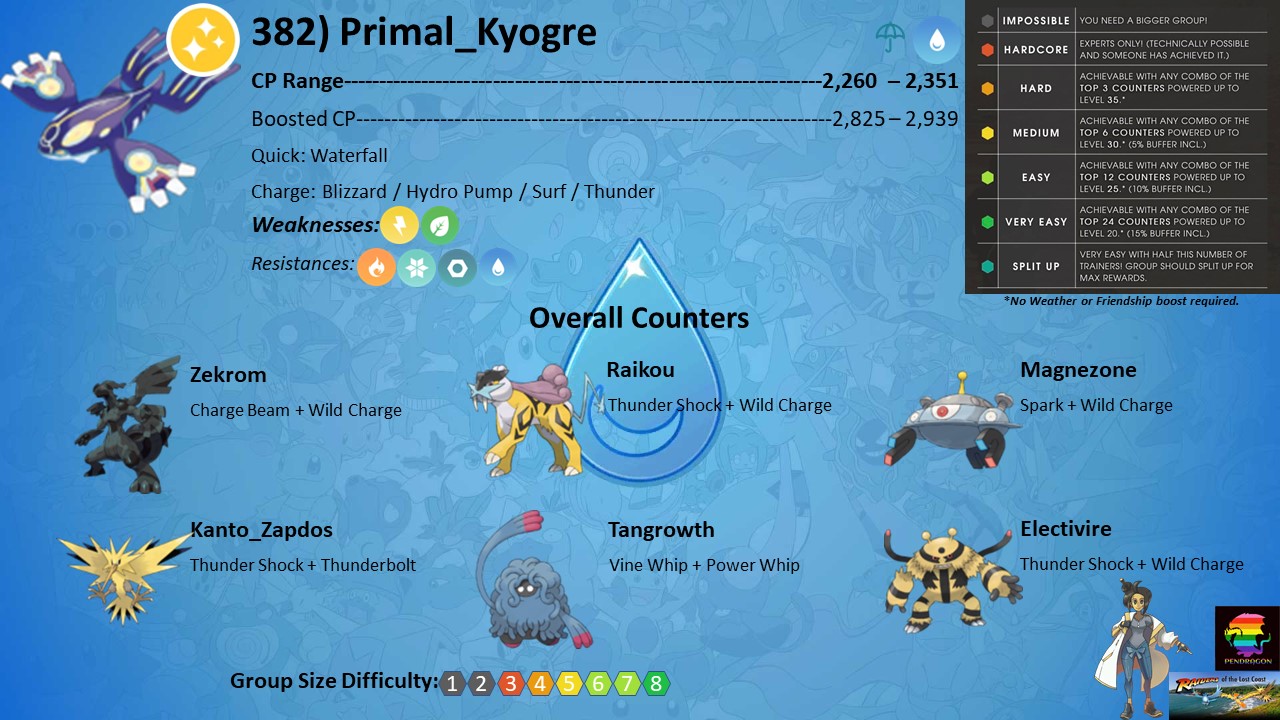 382) Primal_Kyogre
CP Range--------------------------------------------------------------------2,260 – 2,351
Boosted CP--------------------------------------------------------------------2,825 – 2,939
Quick: Waterfall
Charge: Blizzard / Hydro Pump / Surf / Thunder
Weaknesses:
Resistances:
IMPOSSIBLE YOU NEED A BIGGER GROUP!
HARDCORE EXPERTS ONLY! (TECHNICALLY POSSIBLE
AND SOMEONE HAS ACHIEVED IT.)
HARD ACHIEVABLE WITH ANY COMBO OF THE
TOP 3 COUNTERS POWERED UP TO
LEVEL 35.*
MEDIUM ACHIEVABLE WITH ANY COMBO OF THE
TOP 6 COUNTERS POWERED UP TO
LEVEL 30.* (5% BUFFER INCL.)
EASY ACHIEVABLE WITH ANY COMBO OF THE
TOP 12 COUNTERS POWERED UP TO
LEVEL 25.* (10% BUFFER INCL.)
VERY EASY ACHIEVABLE WITH ANY COMBO OF THE
TOP 24 COUNTERS POWERED UP TO
LEVEL 20.* (15% BUFFER INCL.)
SPLIT UP VERY EASY WITH HALF THIS NUMBER OF
TRAINERS! GROUP SHOULD SPLIT UP FOR
MAX REWARDS.
*No Weather or Friendship boost required.
Overall Counters
Zekrom
Charge Beam + Wild Charge
Raikou
Thunder Shock + Wild Charge
Magnezone
Spark + Wild Charge
Kanto_Zapdos
Thunder Shock + Thunderbolt
Tangrowth
Vine Whip + Power Whip
Electivire
Thunder Shock + Wild Charge
Group Size Difficulty: 1 2 3 4 5 6 7 8
PENDRAGON
RAIDERS of the Lost Coast